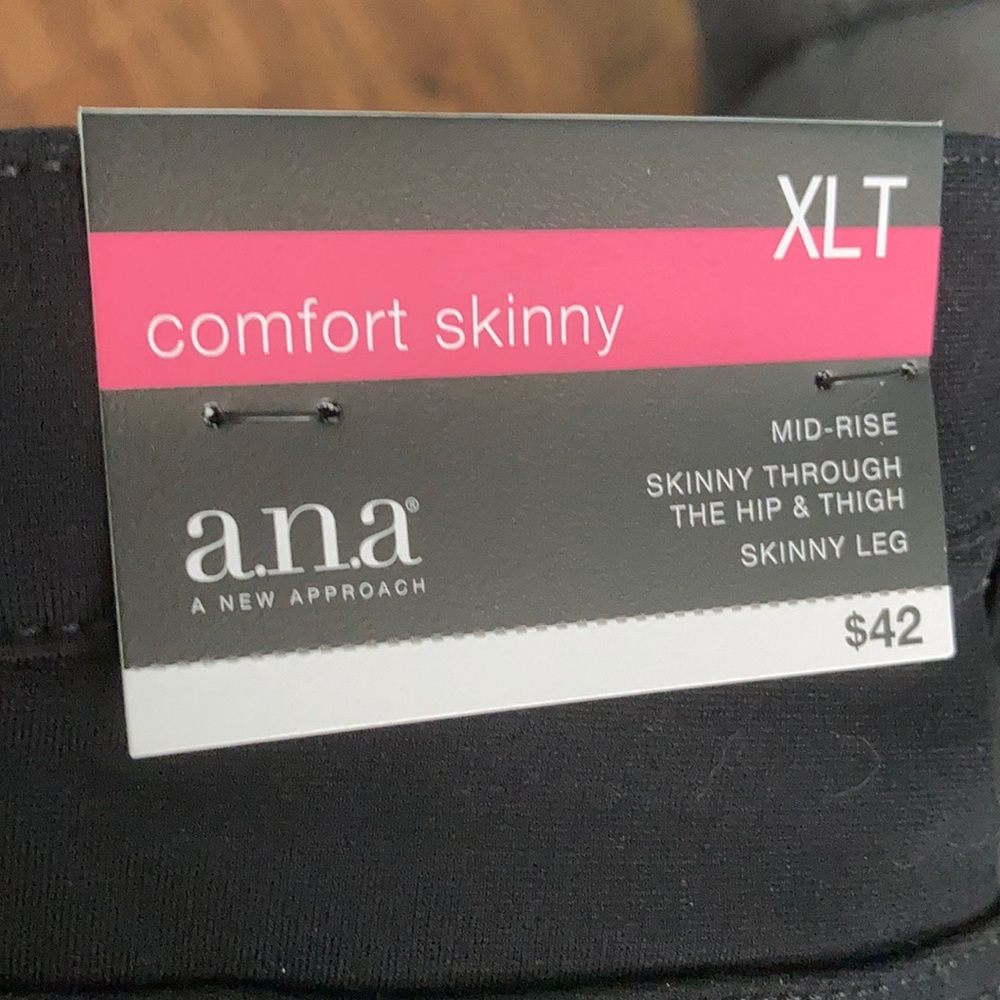 XLT
comfort skinny
MID-RISE
SKINNY THROUGH
THE HIP & THIGH
SKINNY LEG
a.n.a®
A NEW APPROACH
$42